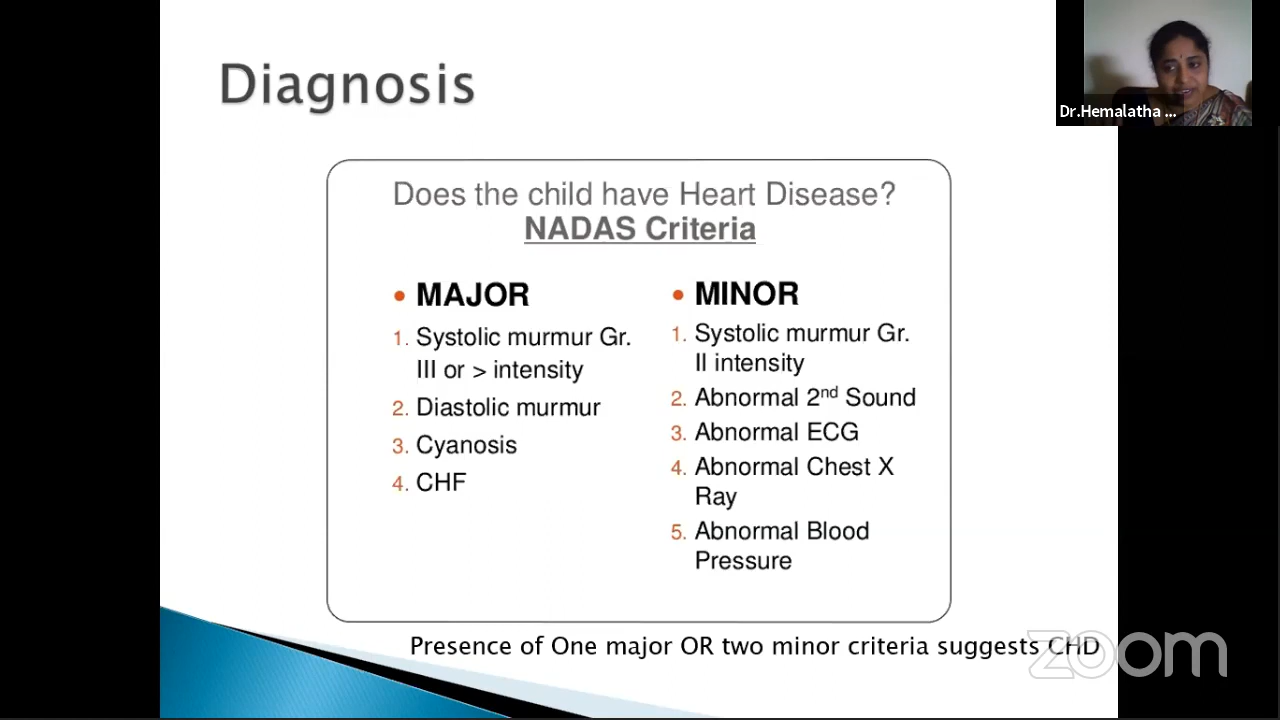 Diagnosis
Dr.Hemalatha ...
Does the child have Heart Disease?
NADAS Criteria
• MAJOR
1. Systolic murmur Gr.
III or > intensity
2. Diastolic murmur
3. Cyanosis
4. CHF
• MINOR
1. Systolic murmur Gr.
II intensity
2. Abnormal 2nd Sound
3. Abnormal ECG
4. Abnormal Chest X
Ray
5. Abnormal Blood
Pressure
Presence of One major OR two minor criteria suggests CHD
zoom